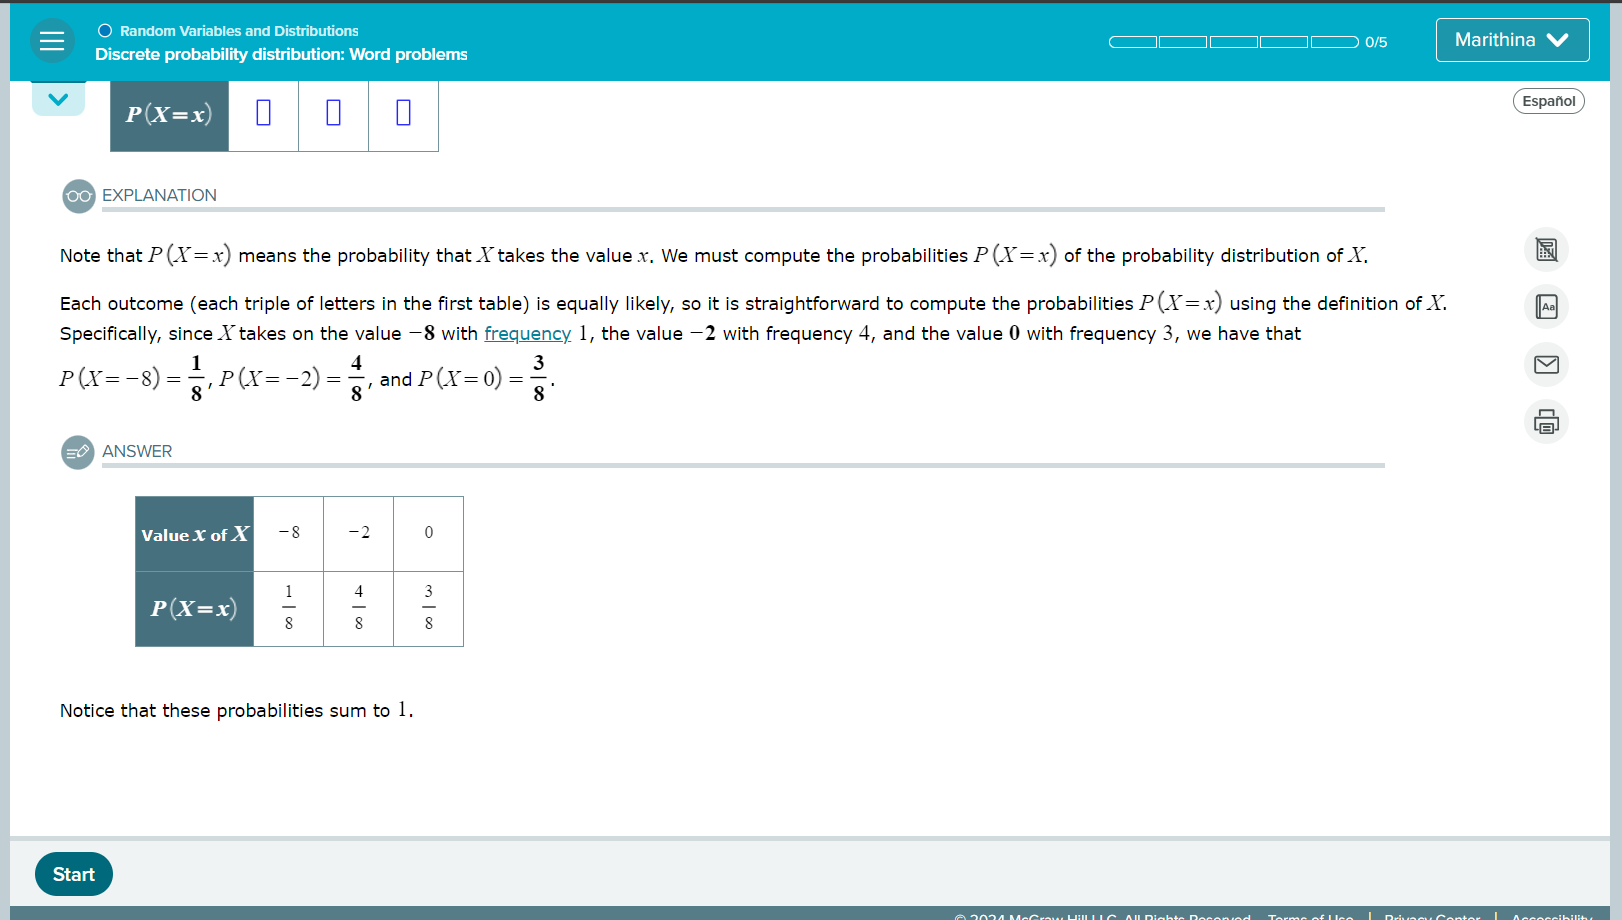 Random Variables and Distributions
Discrete probability distribution: Word problems
0/5
Marithina
Español
P(X=x)
EXPLANATION
Note that P(X=x) means the probability that X takes the value x. We must compute the probabilities P(X=x) of the probability distribution of X.
Each outcome (each triple of letters in the first table) is equally likely, so it is straightforward to compute the probabilities P(X=x) using the definition of X.
Specifically, since X takes on the value −8 with frequency 1, the value −2 with frequency 4, and the value 0 with frequency 3, we have that
P(X=−8) = 1/8, P(X=−2) = 4/8, and P(X=0) = 3/8.
Aa
ANSWER
Value x of X −8 −2 0
P(X=x) 1/8 4/8 3/8
Notice that these probabilities sum to 1.
Start
© 2024 McGraw Hill LLC. All Rights Reserved. Terms of Use | Privacy Center | Accessibility